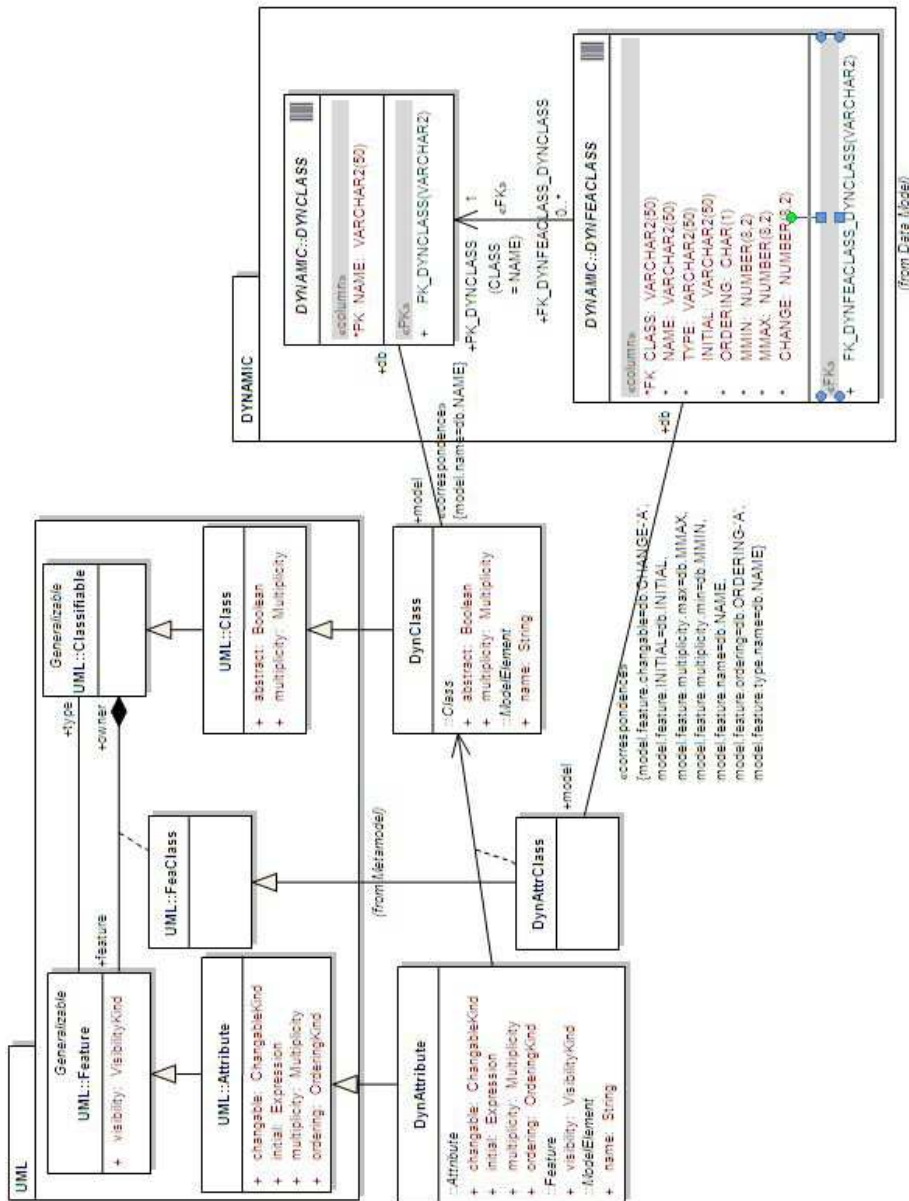 UML
Generalizable
UML::Feature
+ visibility: VisibilityKind
+feature
+type
+owner
Generalizable
UML::Classifiable
UML::FeaClass
UML::Attribute
+ changable: ChangableKind
+ initial: Expression
+ multiplicity: Multiplicity
+ ordering: OrderingKind
UML::Class
+ abstract: Boolean
+ multiplicity: Multiplicity
(from Metamodel)
DynAttribute
::Attribute
+ changable: ChangableKind
+ initial: Expression
+ multiplicity: Multiplicity
+ ordering: OrderingKind
::Feature
+ visibility: VisibilityKind
::ModelElement
+ name: String
DynAttrClass
DynClass
::Class
+ abstract: Boolean
+ multiplicity: Multiplicity
::ModelElement
+ name: String
+model
«correspondence»
{model.name=db.NAME}
+db
+model
«correspondences»
{model.feature.changable=db.CHANGE-'A',
model.feature.INITIAL=db.INITIAL,
model.feature.multiplicity.max=db.MMAX,
model.feature.multiplicity.min=db.MMIN,
model.feature.name=db.NAME,
model.feature.ordering=db.ORDERING-'A',
model.feature.type.name=db.NAME}
+db
DYNAMIC
DYNAMIC::DYNCLASS
«column»
*PK NAME: VARCHAR2(50)
«PK»
+ PK_DYNCLASS(VARCHAR2)
+PK_DYNCLASS 1
{CLASS
= NAME}
«FK»
+FK_DYNFEACLASS_DYNCLASS
0..*
DYNAMIC::DYNFEACLASS
«column»
*FK CLASS: VARCHAR2(50)
* NAME: VARCHAR2(50)
* TYPE: VARCHAR2(50)
* INITIAL: VARCHAR2(50)
* ORDERING: CHAR(1)
* MMIN: NUMBER(8,2)
* MMAX: NUMBER(8,2)
* CHANGE: NUMBER(8,2)
«FK»
+ FK_DYNFEACLASS_DYNCLASS(VARCHAR2)
(from Data Model)